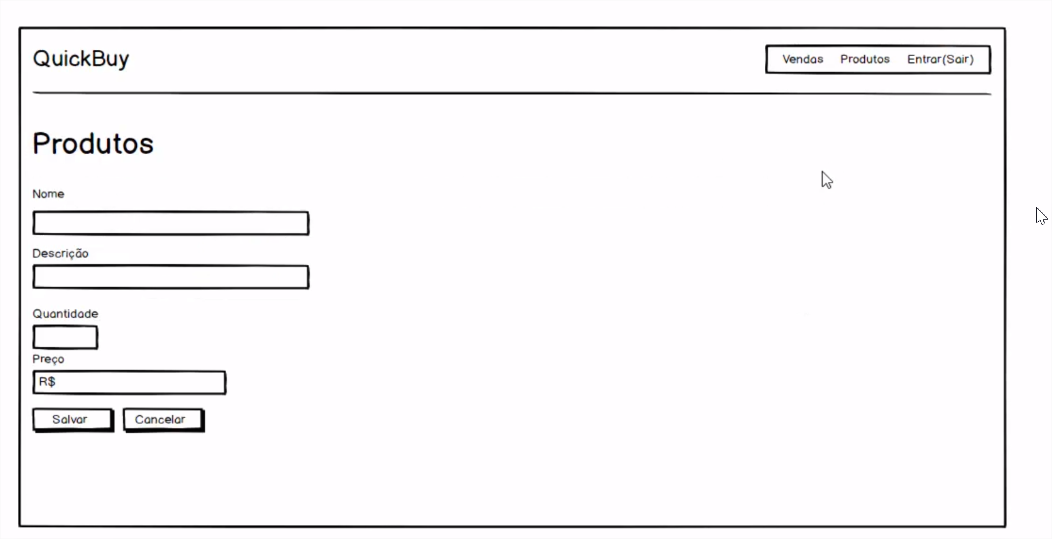 QuickBuy
Vendas Produtos Entrar(Sair)
Produtos
Nome
Descrição
Quantidade
Preço
R$
Salvar Cancelar